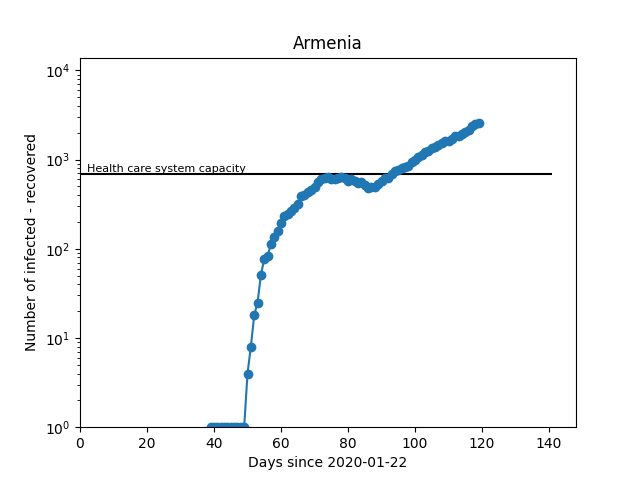 Armenia
Number of infected - recovered
10⁴
10³
10²
10¹
10⁰
Health care system capacity
0 20 40 60 80 100 120 140
Days since 2020-01-22